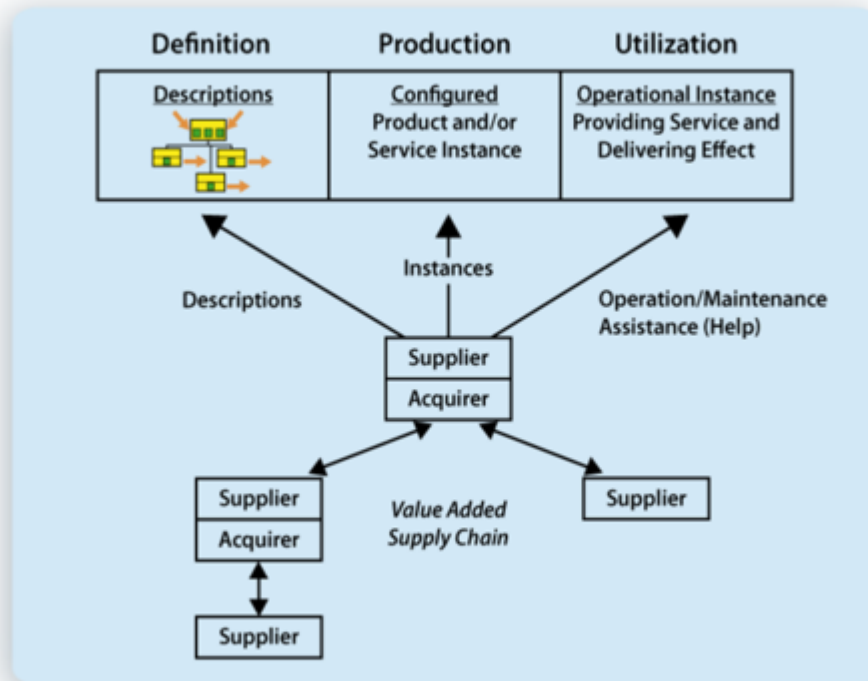 Definition
Production
Utilization
Descriptions
Configured
Product and/or
Service Instance
Operational Instance
Providing Service and
Delivering Effect
Descriptions
Instances
Operation/Maintenance
Assistance (Help)
Supplier
Acquirer
Supplier
Acquirer
Value Added
Supply Chain
Supplier
Supplier